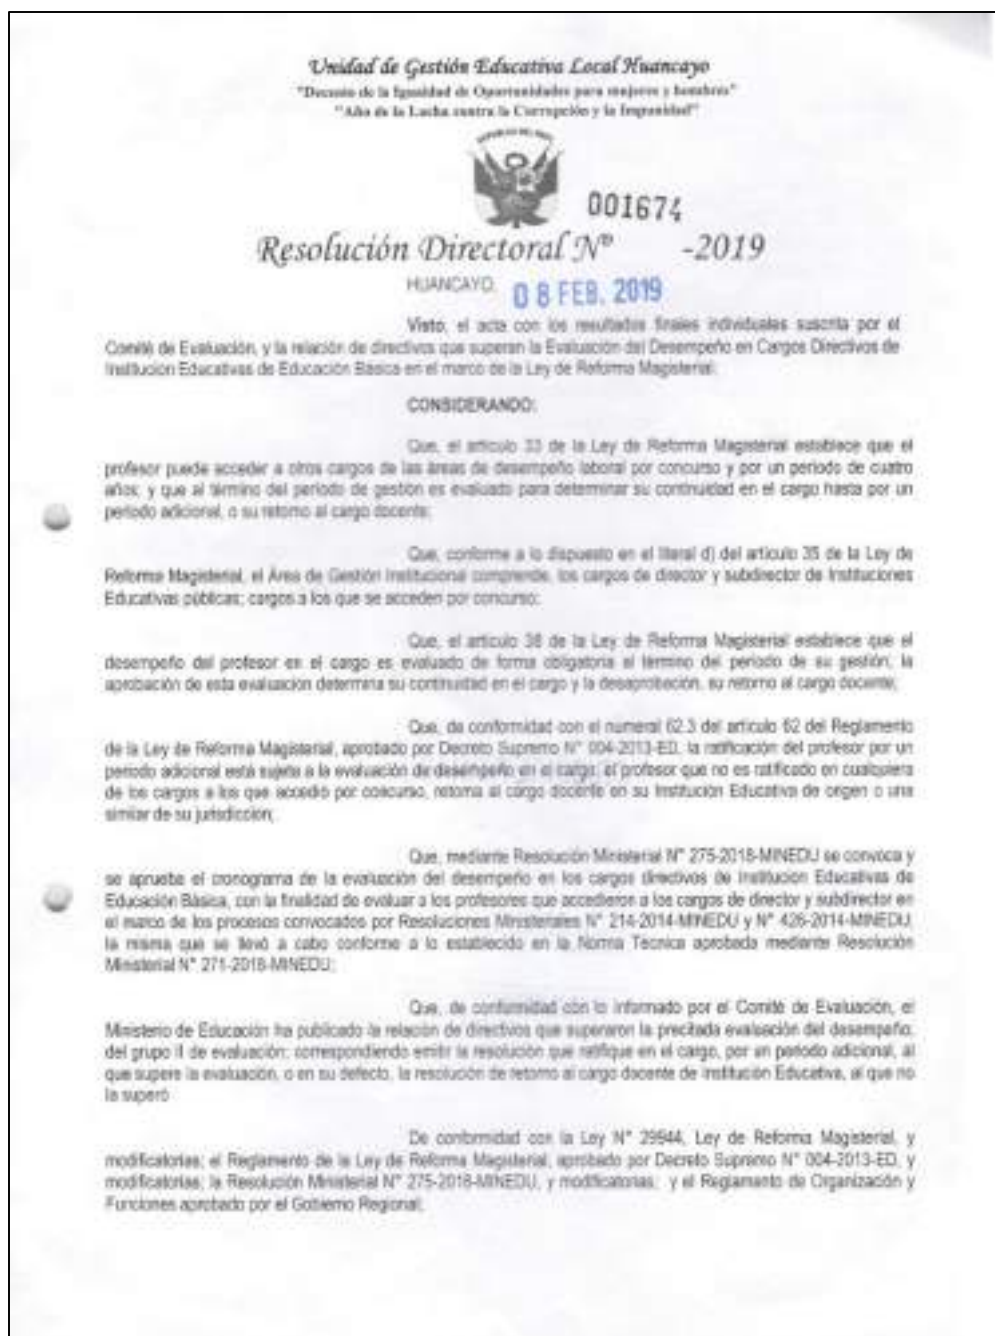 Unidad de Gestión Educativa Local Huancayo
"Decenio de la Igualdad de Oportunidades para mujeres y hombres"
"Año de la Lucha contra la Corrupción y la Impunidad"
REPUBLICA DEL PERU
001674
Resolución Directoral N° -2019
HUANCAYO, 08 FEB. 2019
Visto, el acta con los resultados finales individuales suscrita por el
Comité de Evaluación, y la relación de directivos que superan la Evaluación del Desempeño en Cargos Directivos de
Institución Educativas de Educación Básica en el marco de la Ley de Reforma Magisterial;
CONSIDERANDO:
Que, el artículo 33 de la Ley de Reforma Magisterial establece que el
profesor puede acceder a otros cargos de las áreas de desempeño laboral por concurso y por un periodo de cuatro
años; y que al término del periodo de gestión es evaluado para determinar su continuidad en el cargo hasta por un
periodo adicional, o su retorno al cargo docente;
Que, conforme a lo dispuesto en el literal d) del artículo 35 de la Ley de
Reforma Magisterial, el Área de Gestión Institucional comprende, los cargos de director y subdirector de Instituciones
Educativas públicas; cargos a los que se acceden por concurso;
Que, el artículo 38 de la Ley de Reforma Magisterial establece que el
desempeño del profesor en el cargo es evaluado de forma obligatoria al término del periodo de su gestión, la
aprobación de esta evaluación determina su continuidad en el cargo y la desaprobación, su retorno al cargo docente;
Que, de conformidad con el numeral 62.3 del artículo 62 del Reglamento
de la Ley de Reforma Magisterial, aprobado por Decreto Supremo N° 004-2013-ED, la ratificación del profesor por un
periodo adicional está sujeta a la evaluación de desempeño en el cargo, el profesor que no es ratificado en cualquiera
de los cargos a los que accedió por concurso, retorna al cargo docente en su Institución Educativa de origen o una
similar de su jurisdicción;
Que, mediante Resolución Ministerial N° 275-2018-MINEDU se convoca y
se aprueba el cronograma de la evaluación del desempeño en los cargos directivos de Institución Educativas de
Educación Básica, con la finalidad de evaluar a los profesores que accedieron a los cargos de director y subdirector en
el marco de los procesos convocados por Resoluciones Ministeriales N° 214-2014-MINEDU y N° 426-2014-MINEDU,
la misma que se llevó a cabo conforme a lo establecido en la Norma Técnica aprobada mediante Resolución
Ministerial N° 271-2018-MINEDU;
Que, de conformidad con lo informado por el Comité de Evaluación, el
Ministerio de Educación ha publicado la relación de directivos que superaron la precitada evaluación del desempeño,
del grupo II de evaluación; correspondiendo emitir la resolución que ratifique en el cargo, por un periodo adicional, al
que supere la evaluación, o en su defecto, la resolución de retorno al cargo docente de Institución Educativa, al que no
la superó
De conformidad con la Ley N° 29944, Ley de Reforma Magisterial, y
modificatorias; el Reglamento de la Ley de Reforma Magisterial, aprobado por Decreto Supremo N° 004-2013-ED, y
modificatorias; la Resolución Ministerial N° 275-2018-MINEDU, y modificatorias; y el Reglamento de Organización y
Funciones aprobado por el Gobierno Regional;